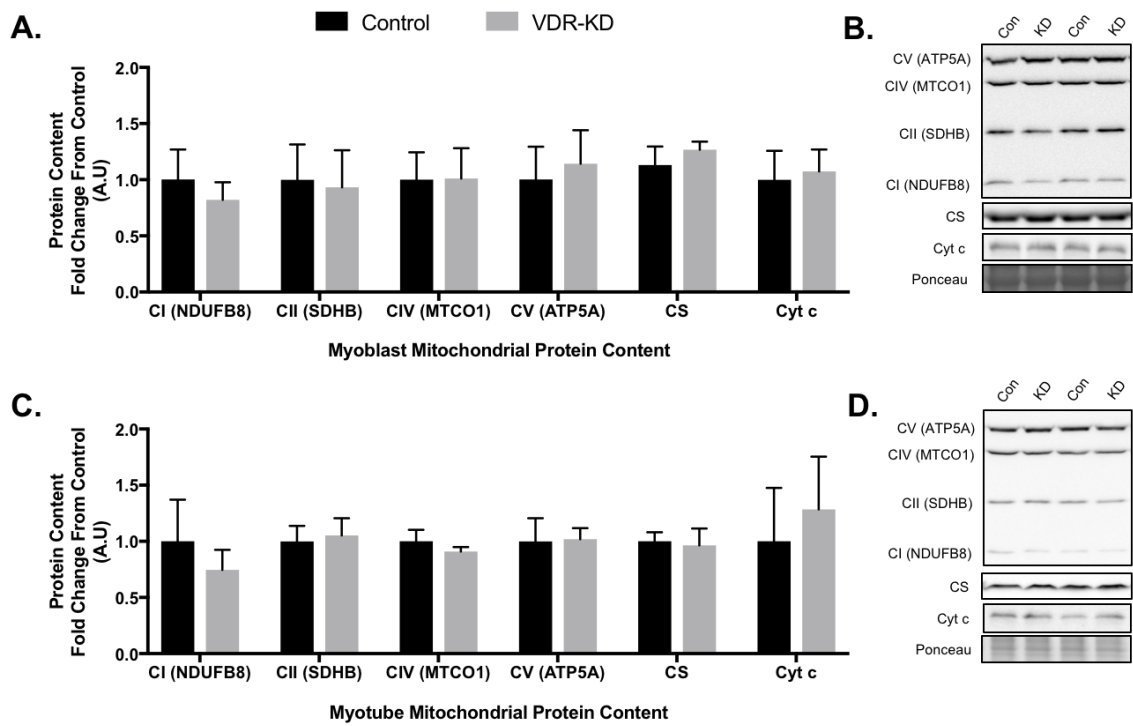 A.
Control
VDR-KD
Protein Content
Fold Change From Control
(A.U)
2.0
1.5
1.0
0.5
0.0
CI (NDUFB8)
CII (SDHB)
CIV (MTCO1)
CV (ATP5A)
CS
Cyt c
Myoblast Mitochondrial Protein Content
B.
Con
KD
Con
KD
CV (ATP5A)
CIV (MTCO1)
CII (SDHB)
CI (NDUFB8)
CS
Cyt c
Ponceau
C.
Protein Content
Fold Change From Control
(A.U)
2.0
1.5
1.0
0.5
0.0
CI (NDUFB8)
CII (SDHB)
CIV (MTCO1)
CV (ATP5A)
CS
Cyt c
Myotube Mitochondrial Protein Content
D.
Con
KD
Con
KD
CV (ATP5A)
CIV (MTCO1)
CII (SDHB)
CI (NDUFB8)
CS
Cyt c
Ponceau